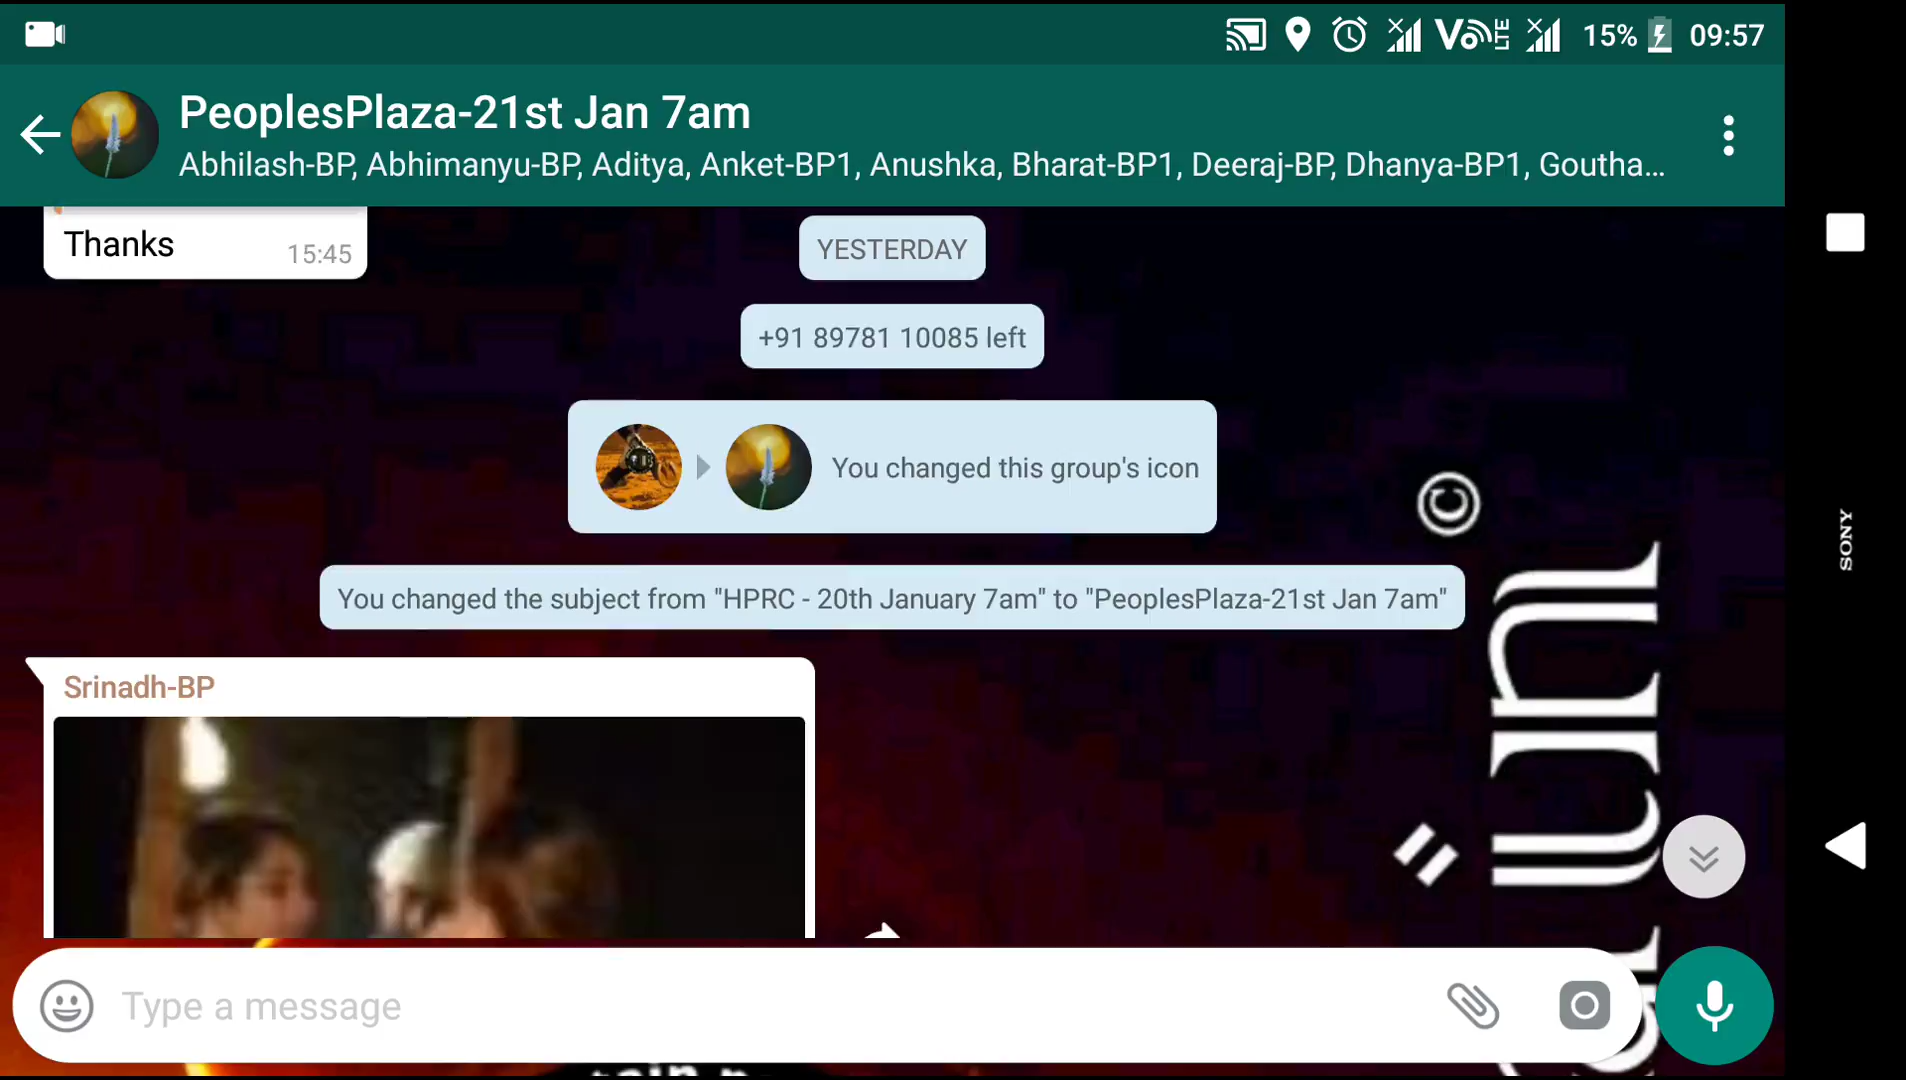 15% 09:57
PeoplesPlaza-21st Jan 7am
Abhilash-BP, Abhimanyu-BP, Aditya, Anket-BP1, Anushka, Bharat-BP1, Deeraj-BP, Dhanya-BP1, Goutha...
Thanks 15:45
YESTERDAY
+91 89781 10085 left
You changed this group's icon
You changed the subject from "HPRC - 20th January 7am" to "PeoplesPlaza-21st Jan 7am"
Srinadh-BP
Type a message
VoLTE
SONY
©